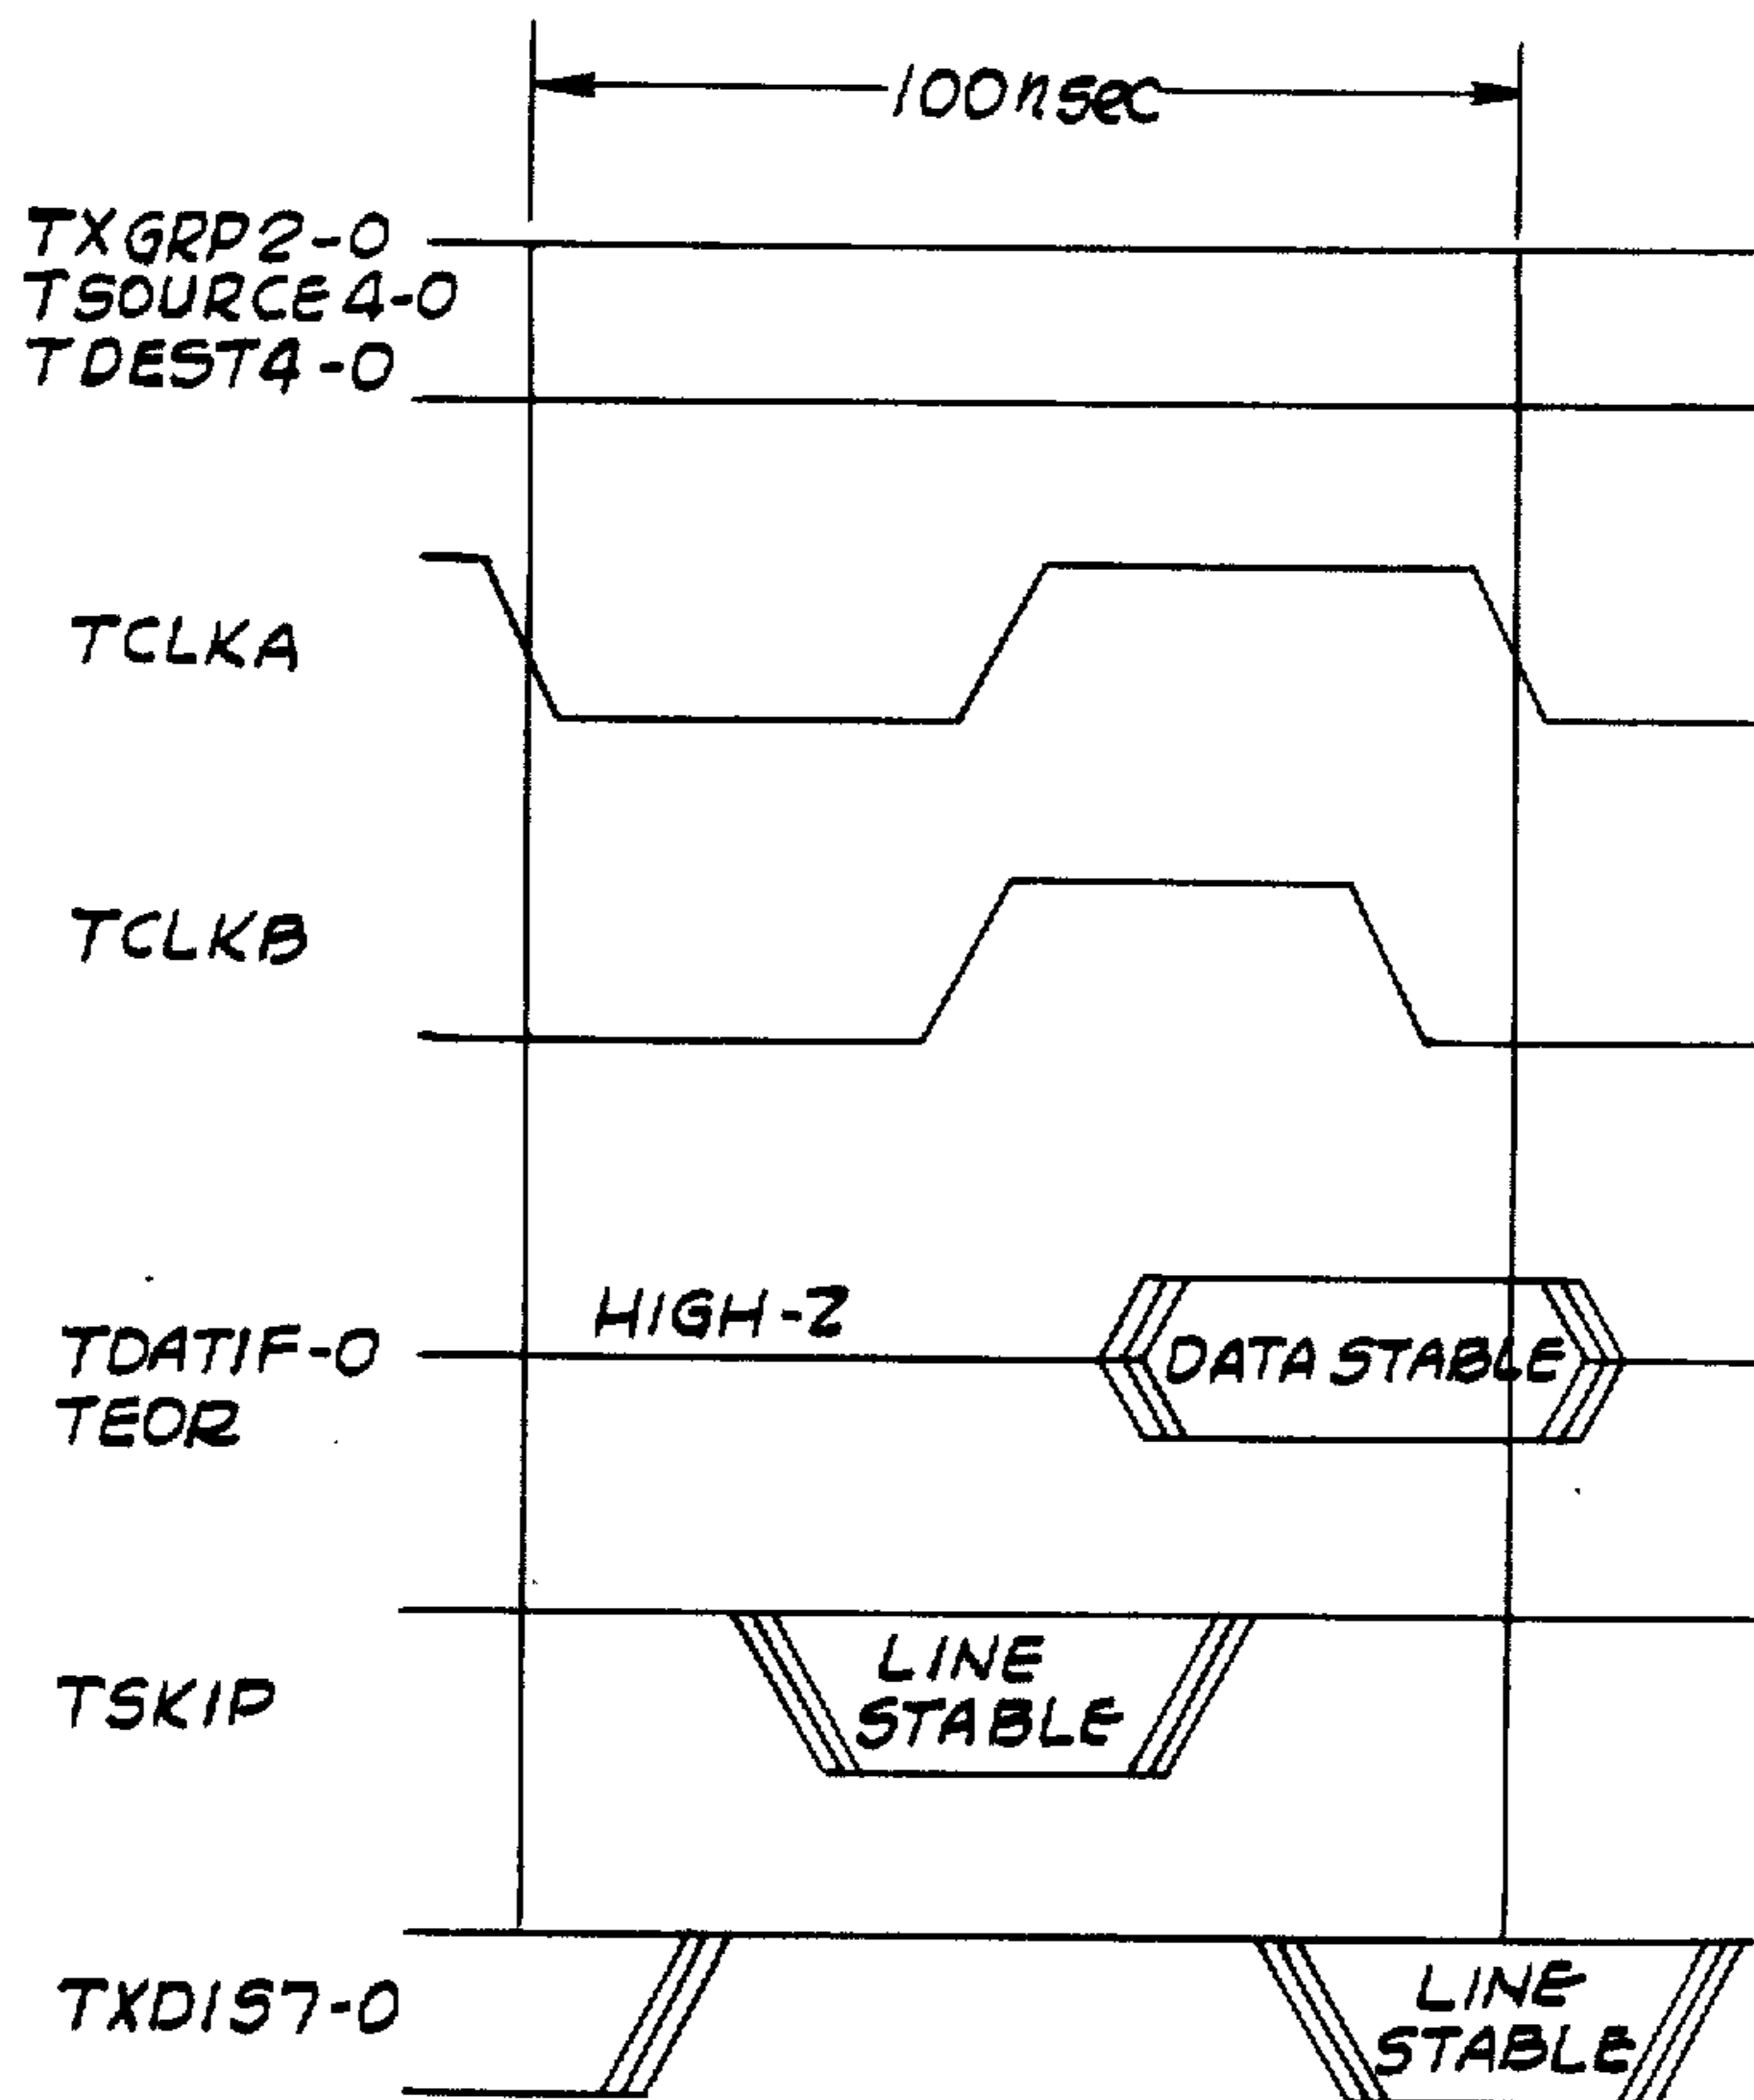 100nsec
TXGRP2-0
TSOURCE4-0
TDEST4-0
TCLKA
TCLKB
HIGH-Z
TDAT1F-0
TEOR
DATA STABLE
TSKIP
LINE
STABLE
TXDIS7-0
LINE
STABLE